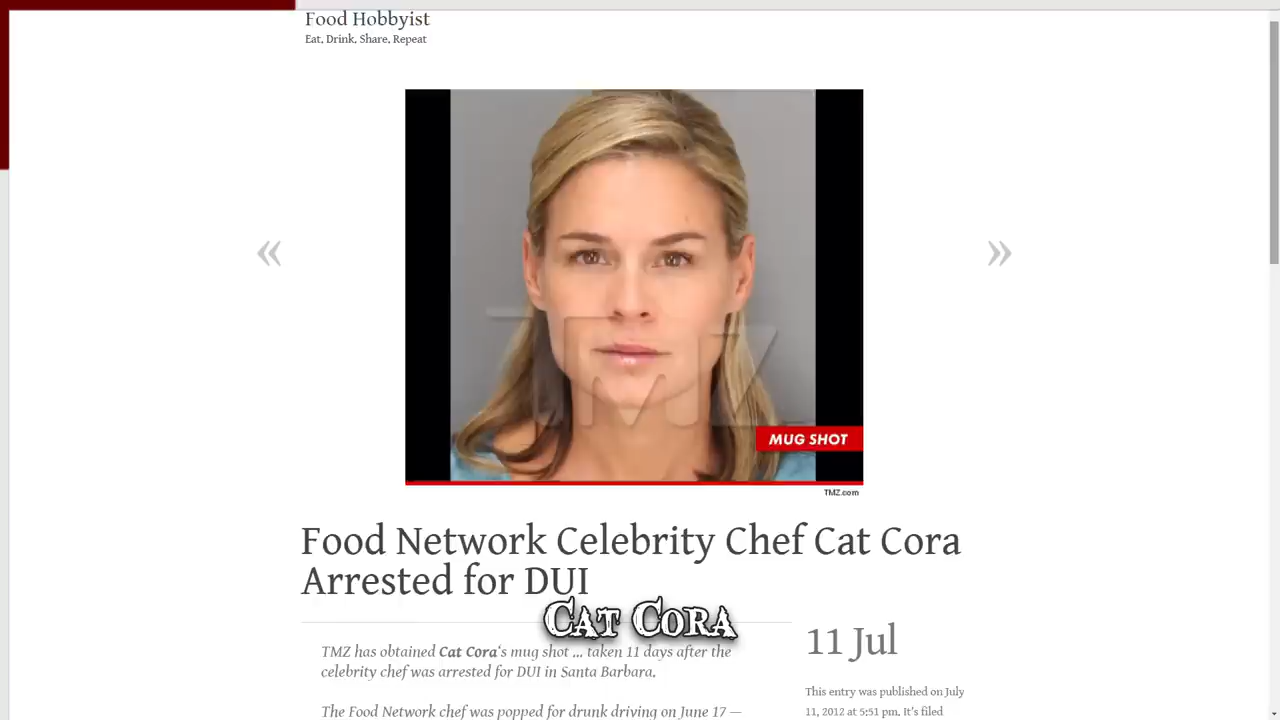 Food Hobbyist
Eat, Drink, Share, Repeat
«
»
TMZ
MUG SHOT
TMZ.com
Food Network Celebrity Chef Cat Cora
Arrested for DUI
Cat Cora
TMZ has obtained Cat Cora‘s mug shot ... taken 11 days after the
celebrity chef was arrested for DUI in Santa Barbara.
The Food Network chef was popped for drunk driving on June 17 —
11 Jul
This entry was published on July
11, 2012 at 5:51 pm. It’s filed